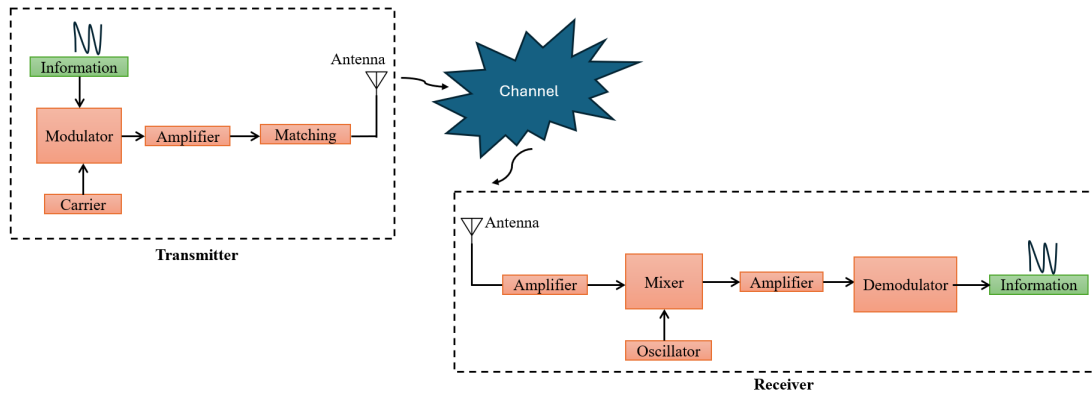 Information
Antenna
Modulator
Amplifier
Matching
Carrier
Transmitter
Channel
Antenna
Amplifier
Mixer
Amplifier
Demodulator
Information
Oscillator
Receiver